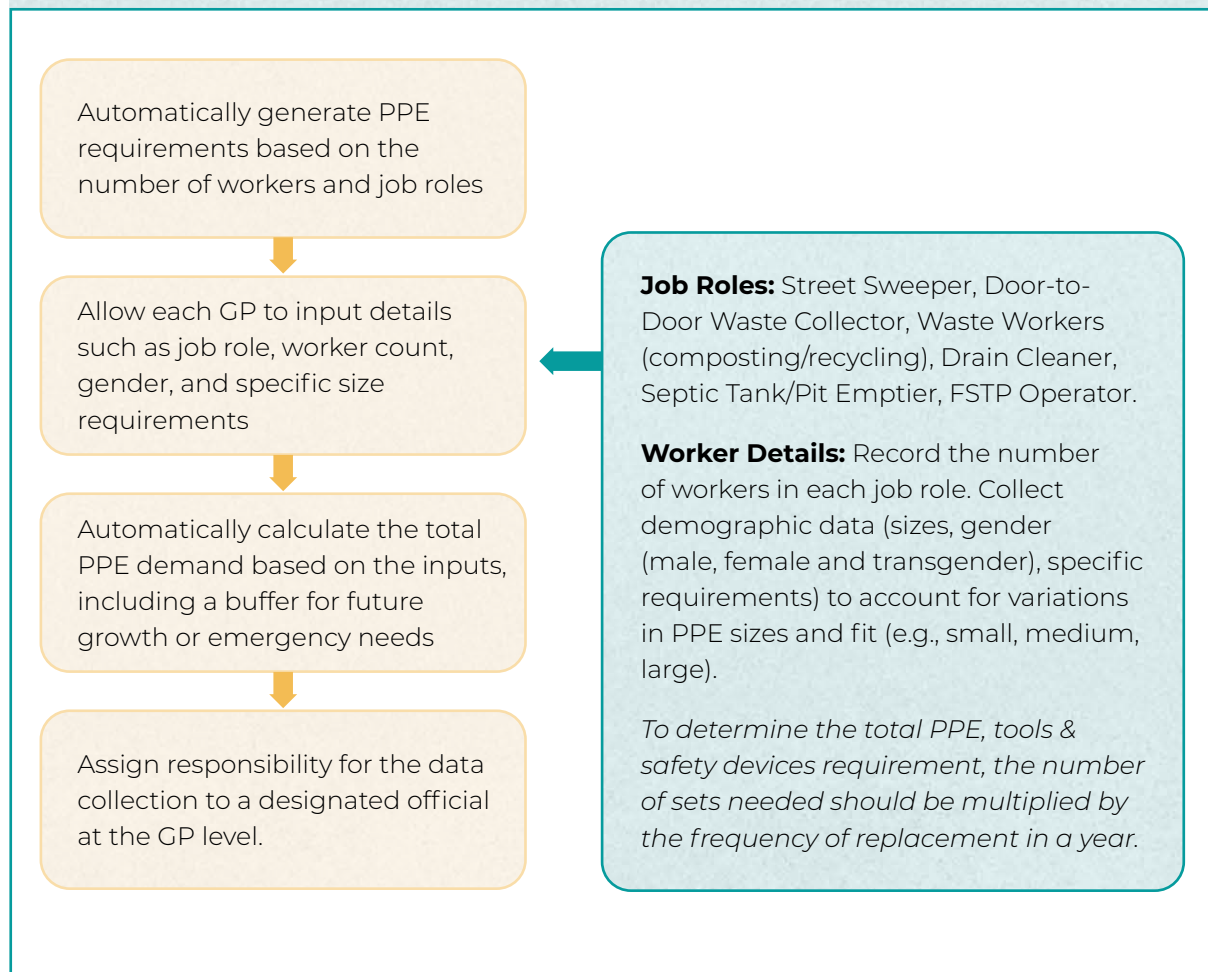 Automatically generate PPE
requirements based on the
number of workers and job roles
Allow each GP to input details
such as job role, worker count,
gender, and specific size
requirements
Automatically calculate the total
PPE demand based on the inputs,
including a buffer for future
growth or emergency needs
Assign responsibility for the data
collection to a designated official
at the GP level.
Job Roles: Street Sweeper, Door-to-
Door Waste Collector, Waste Workers
(composting/recycling), Drain Cleaner,
Septic Tank/Pit Emptier, FSTP Operator.
Worker Details: Record the number
of workers in each job role. Collect
demographic data (sizes, gender
(male, female and transgender), specific
requirements) to account for variations
in PPE sizes and fit (e.g., small, medium,
large).
To determine the total PPE, tools &
safety devices requirement, the number
of sets needed should be multiplied by
the frequency of replacement in a year.